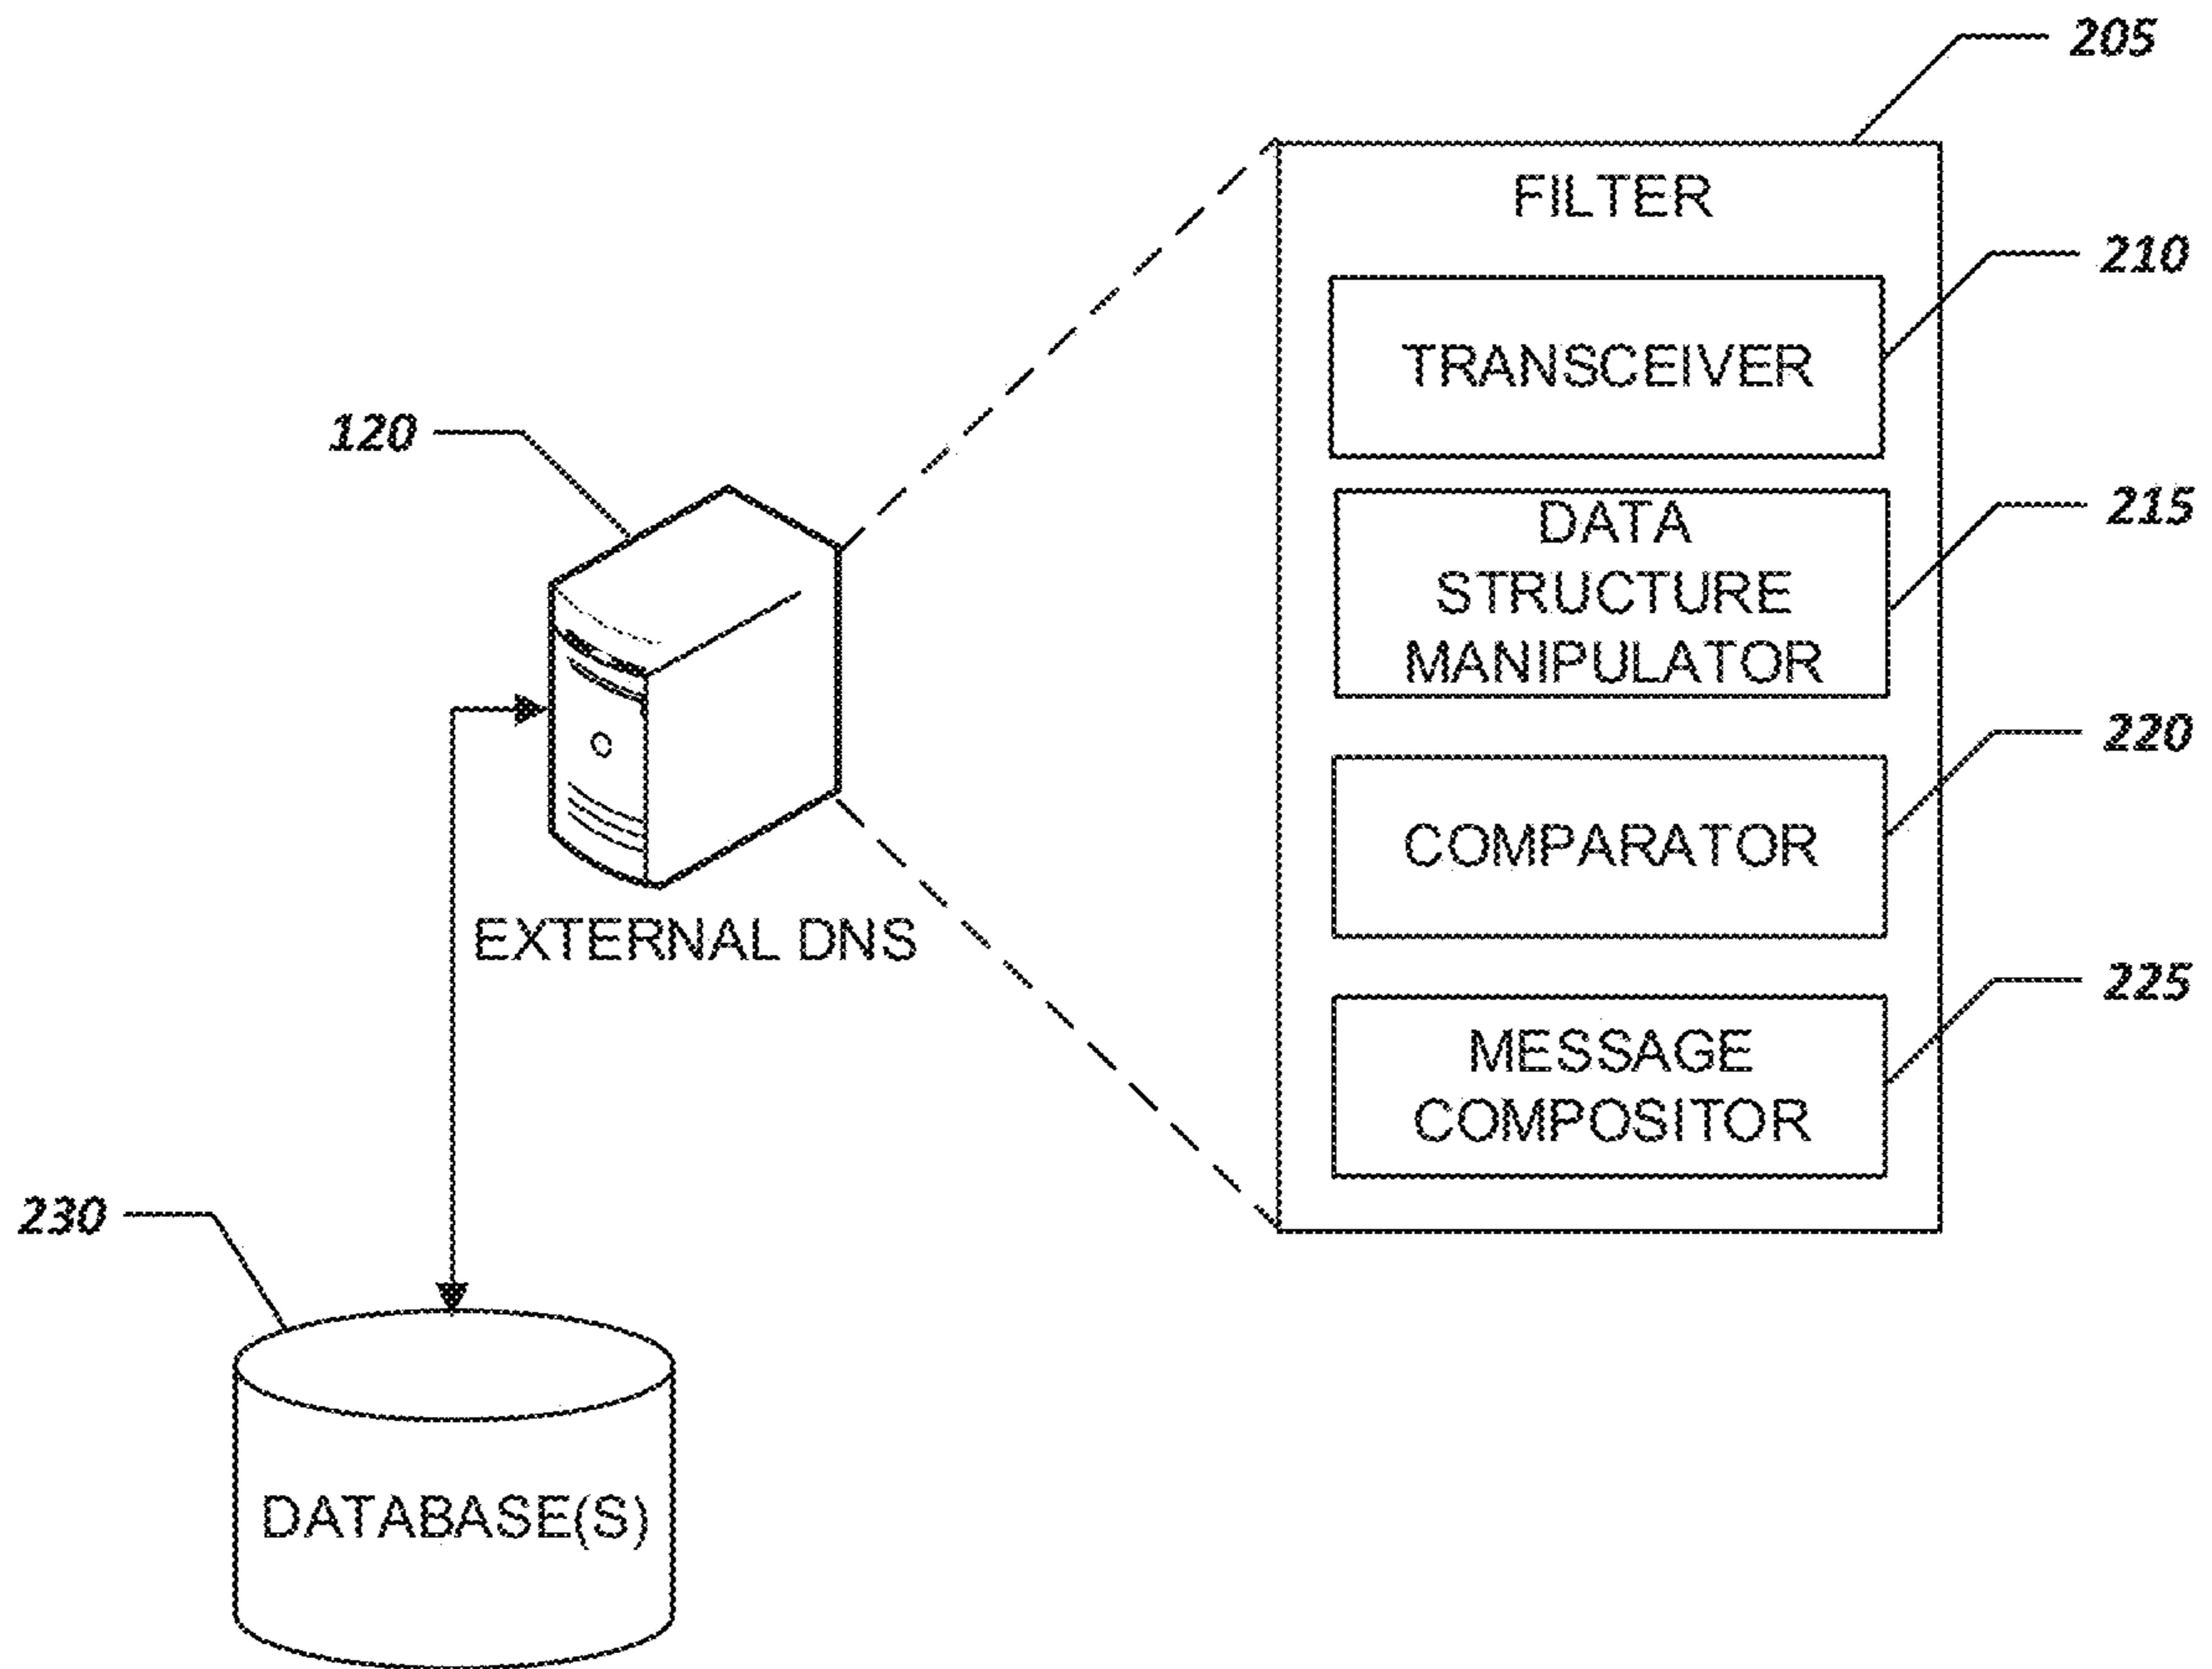 205
FILTER
210
TRANSCEIVER
120
215
DATA
STRUCTURE
MANIPULATOR
220
COMPARATOR
EXTERNAL DNS
225
MESSAGE
COMPOSITOR
230
DATABASE(S)